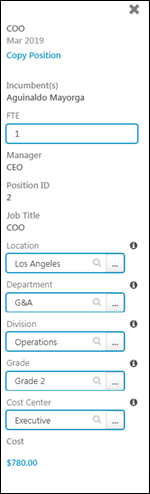 COO
Mar 2019
Copy Position
Incumbent(s)
Aguinaldo Mayorga
FTE
1
Manager
CEO
Position ID
2
Job Title
COO
Location
Los Angeles ...
Department
G&A ...
Division
Operations ...
Grade
Grade 2 ...
Cost Center
Executive ...
Cost
$780.00